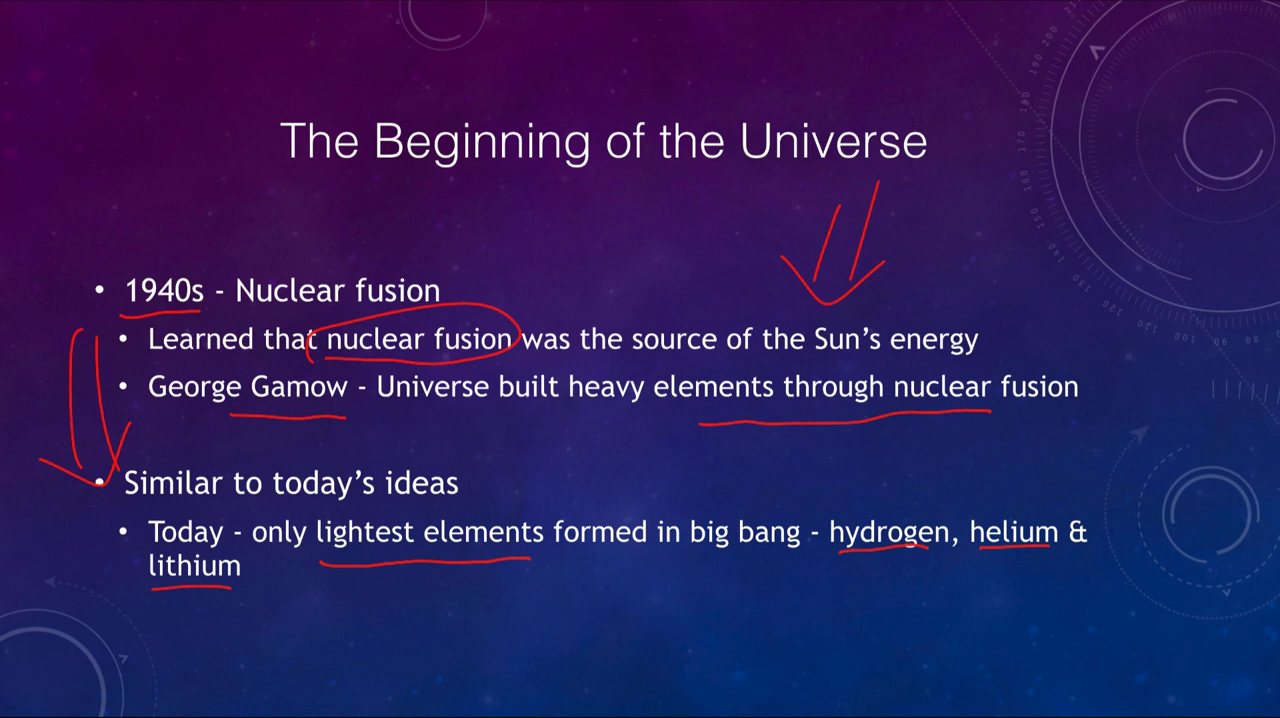 The Beginning of the Universe
• 1940s - Nuclear fusion
• Learned that nuclear fusion was the source of the Sun's energy
• George Gamow - Universe built heavy elements through nuclear fusion
• Similar to today's ideas
• Today - only lightest elements formed in big bang - hydrogen, helium &
lithium